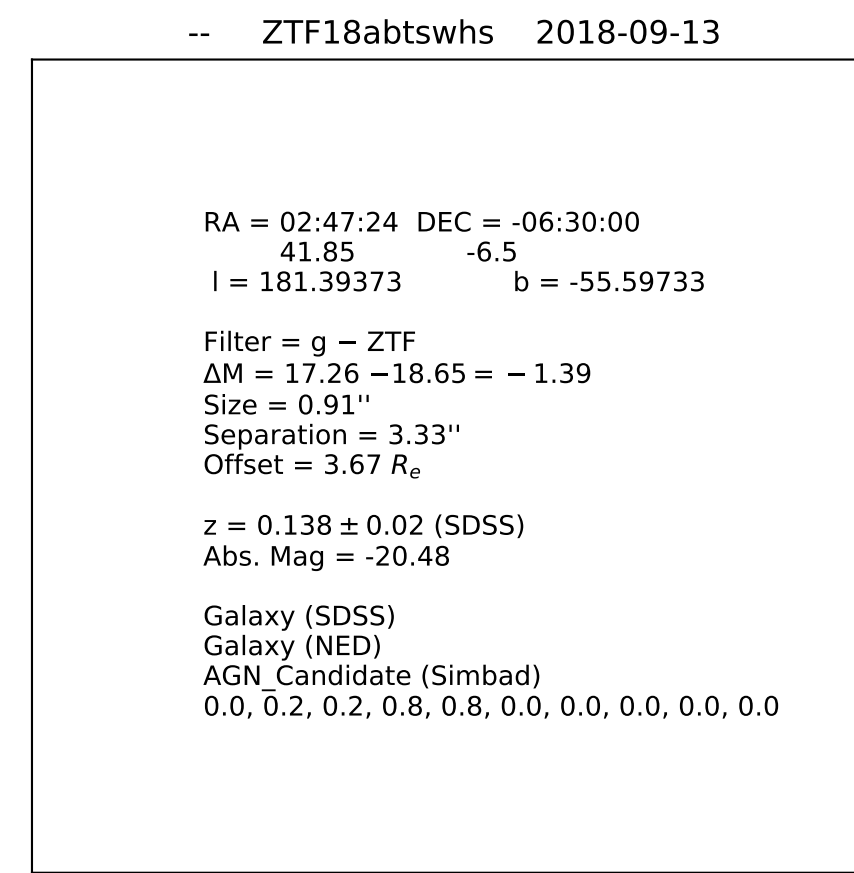 -- ZTF18abtswhs 2018-09-13
RA = 02:47:24 DEC = -06:30:00
41.85 -6.5
l = 181.39373 b = -55.59733
Filter = g − ZTF
ΔM = 17.26 −18.65 = − 1.39
Size = 0.91''
Separation = 3.33''
Offset = 3.67 Re
z = 0.138 ± 0.02 (SDSS)
Abs. Mag = -20.48
Galaxy (SDSS)
Galaxy (NED)
AGN_Candidate (Simbad)
0.0, 0.2, 0.2, 0.8, 0.8, 0.0, 0.0, 0.0, 0.0, 0.0